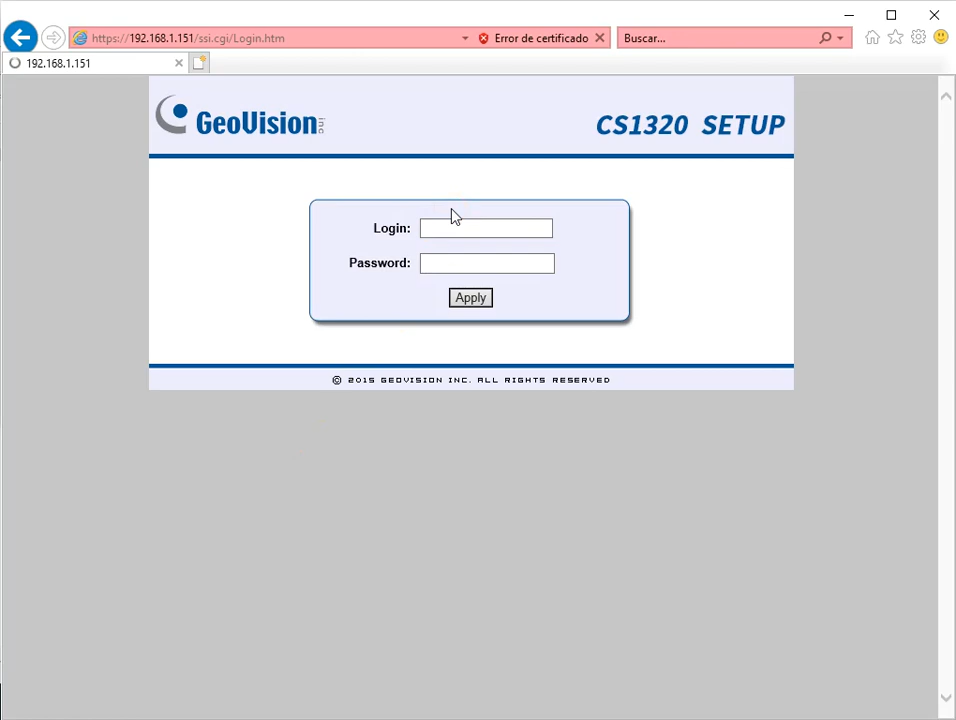 https://192.168.1.151/ssi.cgi/Login.htm
Error de certificado
Buscar...
192.168.1.151
GeoVision inc
CS1320 SETUP
Login:
Password:
Apply
© 2015 GEOVISION INC. ALL RIGHTS RESERVED